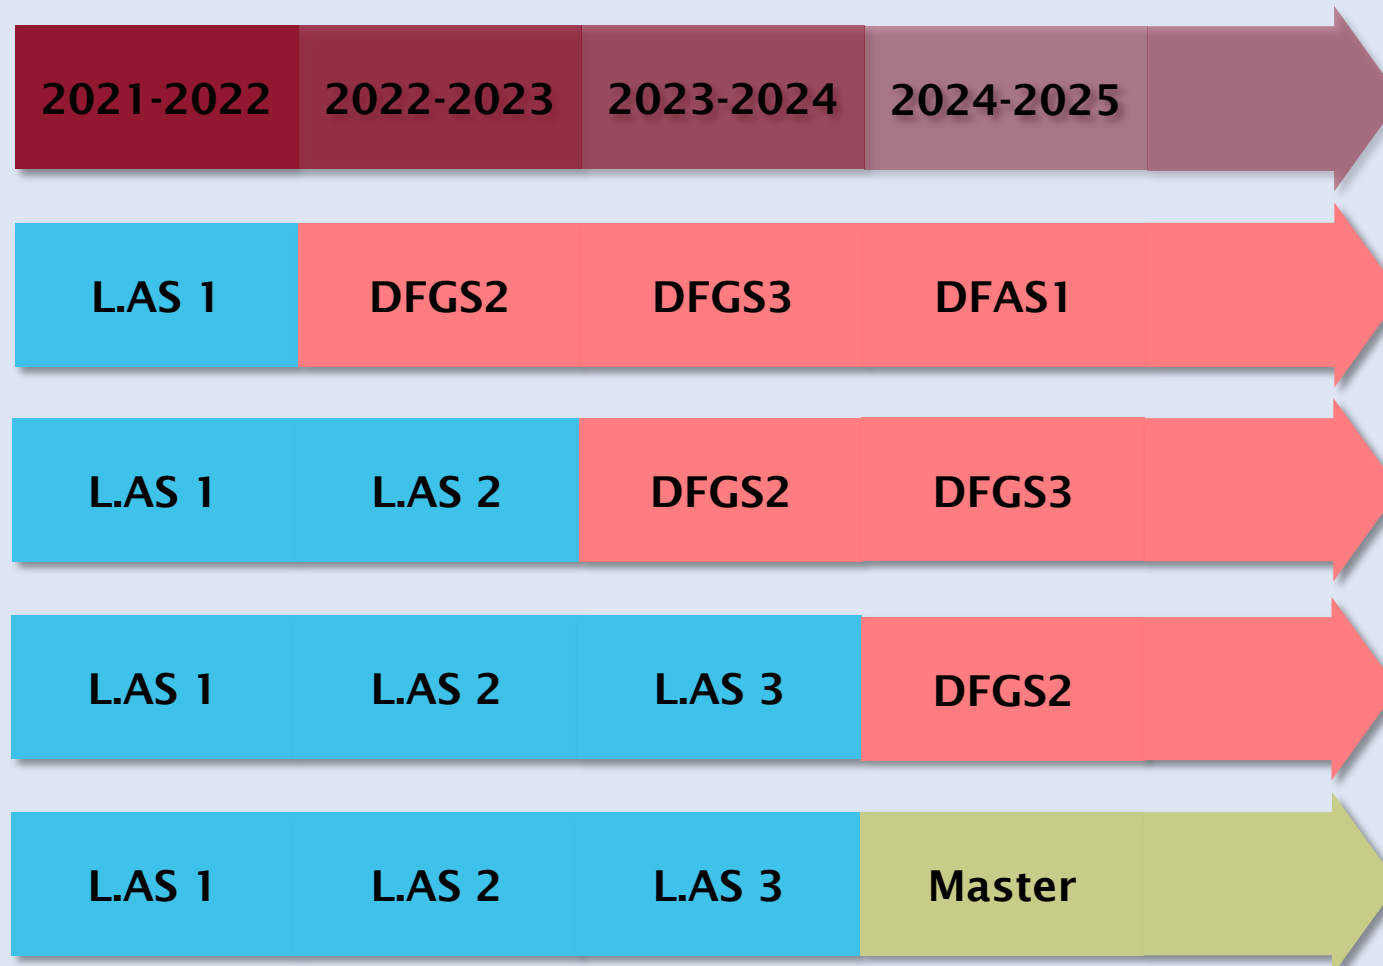 2021-2022 2022-2023 2023-2024 2024-2025
L.AS 1 DFGS2 DFGS3 DFAS1
L.AS 1 L.AS 2 DFGS2 DFGS3
L.AS 1 L.AS 2 L.AS 3 DFGS2
L.AS 1 L.AS 2 L.AS 3 Master